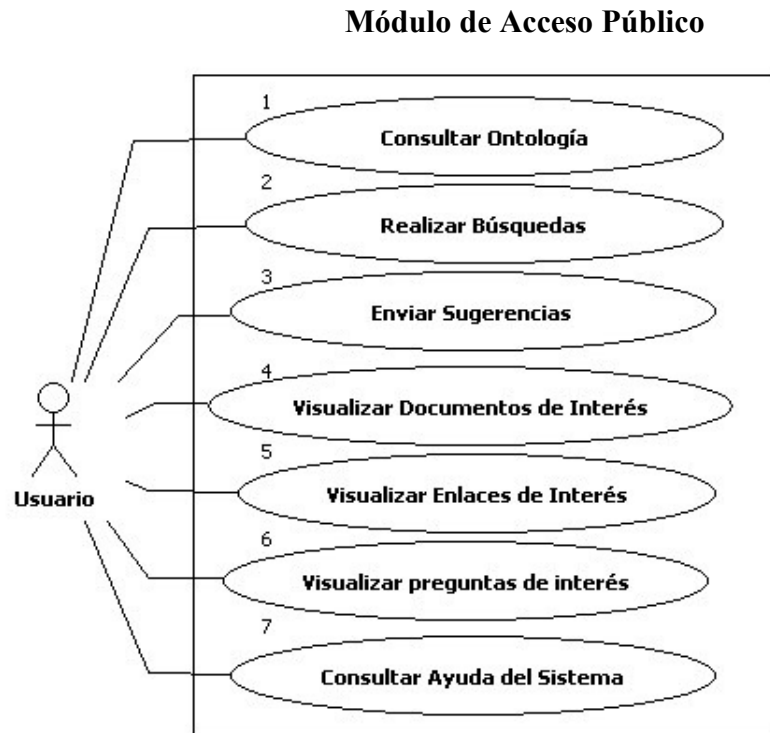 Módulo de Acceso Público
1
Consultar Ontología
2
Realizar Búsquedas
3
Enviar Sugerencias
4
Visualizar Documentos de Interés
5
Visualizar Enlaces de Interés
Usuario
6
Visualizar preguntas de interés
7
Consultar Ayuda del Sistema